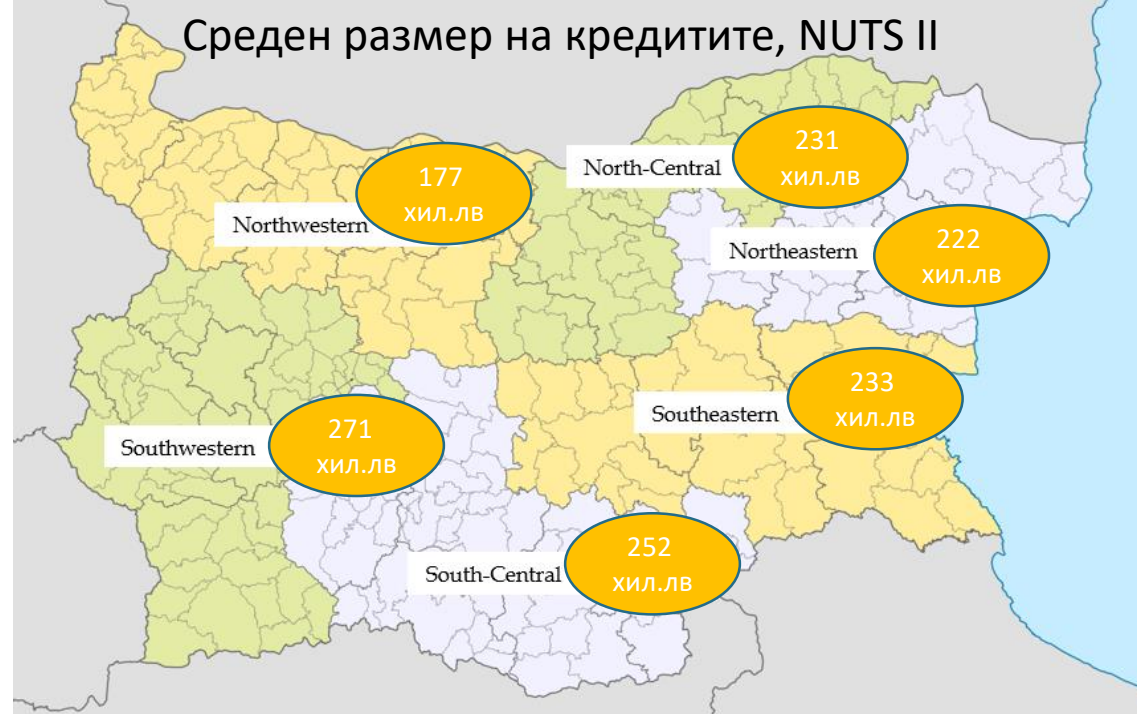 Среден размер на кредитите, NUTS II
North-Central
231
хил.лв
Northwestern
177
хил.лв
Northeastern
222
хил.лв
Southeastern
233
хил.лв
Southwestern
271
хил.лв
South-Central
252
хил.лв